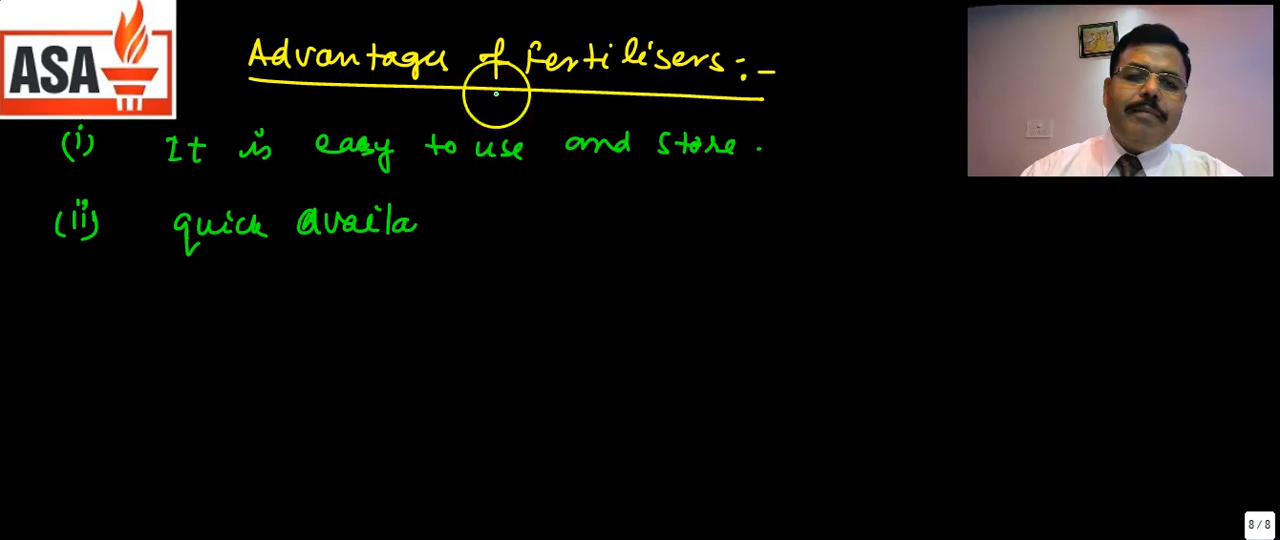 ASA
Advantages of Fertilisers:-
(i) It is easy to use and store.
(ii) quick availa
8/8